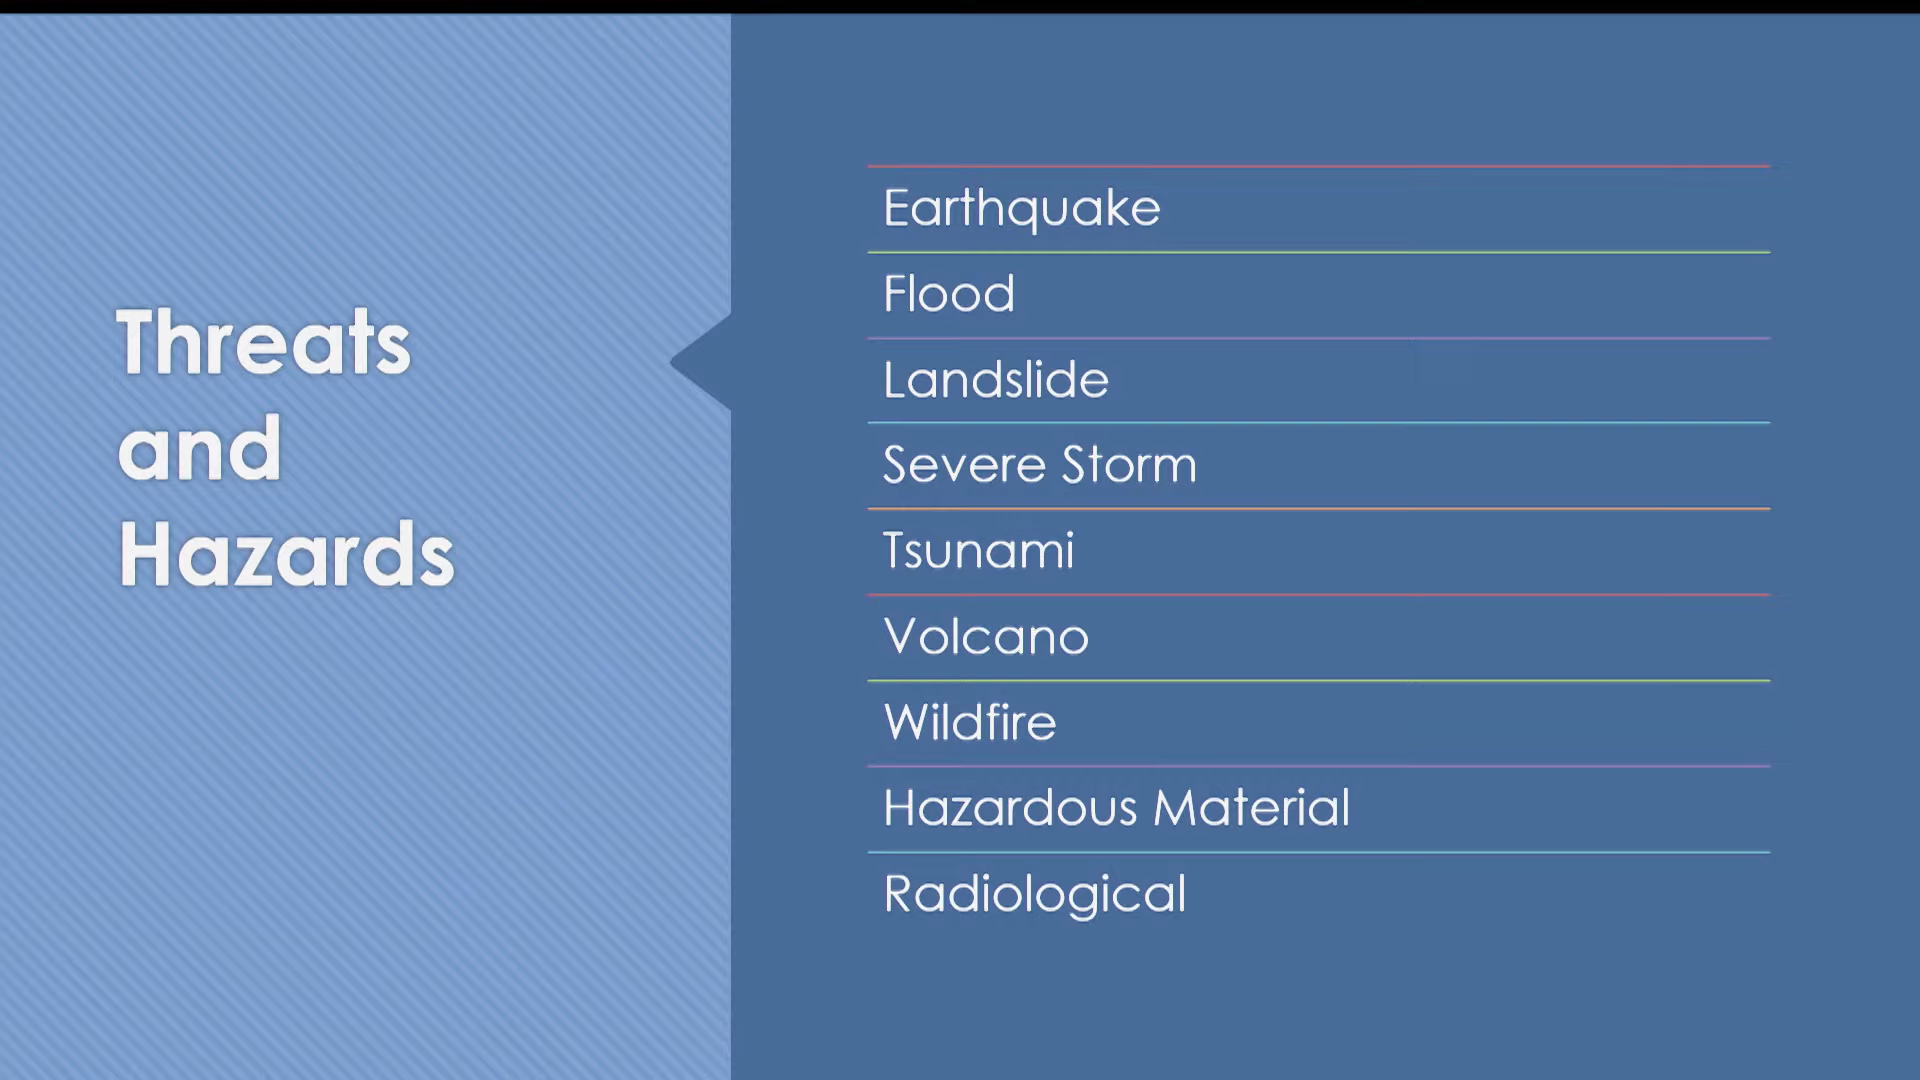 Threats
and
Hazards
Earthquake
Flood
Landslide
Severe Storm
Tsunami
Volcano
Wildfire
Hazardous Material
Radiological